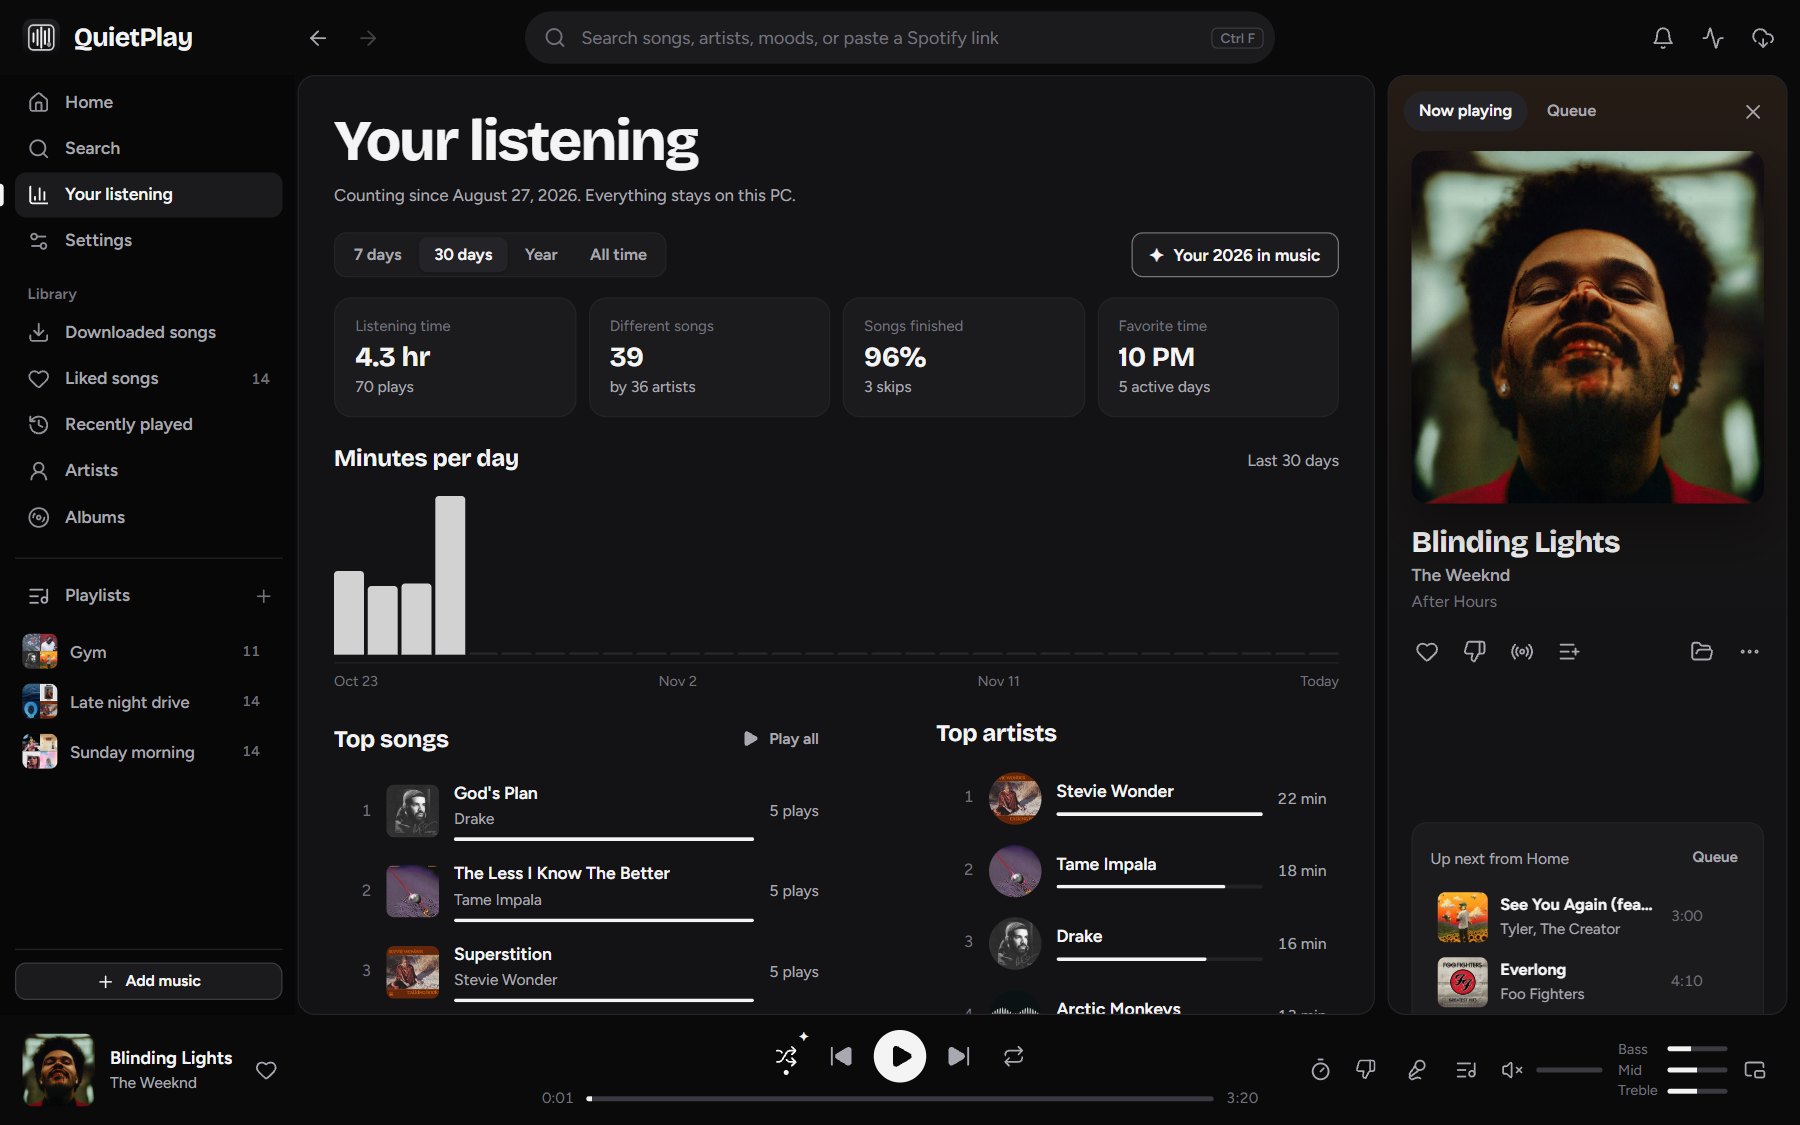 QuietPlay
Search songs, artists, moods, or paste a Spotify link
Ctrl F
Home
Search
Your listening
Settings
Library
Downloaded songs
Liked songs 14
Recently played
Artists
Albums
Playlists
Gym 11
Late night drive 14
Sunday morning 14
Add music
Your listening
Counting since August 27, 2026. Everything stays on this PC.
7 days 30 days Year All time
Your 2026 in music
Listening time
4.3 hr
70 plays
Different songs
39
by 36 artists
Songs finished
96%
3 skips
Favorite time
10 PM
5 active days
Minutes per day
Last 30 days
Oct 23 Nov 2 Nov 11 Today
Top songs
Play all
1
God's Plan
Drake
5 plays
2
The Less I Know The Better
Tame Impala
5 plays
3
Superstition
Stevie Wonder
5 plays
Top artists
1 Stevie Wonder 22 min
2 Tame Impala 18 min
3 Drake 16 min
Arctic Monkeys
Now playing Queue
Blinding Lights
The Weeknd
After Hours
Up next from Home Queue
See You Again (fea...
Tyler, The Creator
3:00
FOO FIGHTERS
Everlong
Foo Fighters
4:10
Blinding Lights
The Weeknd
0:01 3:20
Bass
Mid
Treble